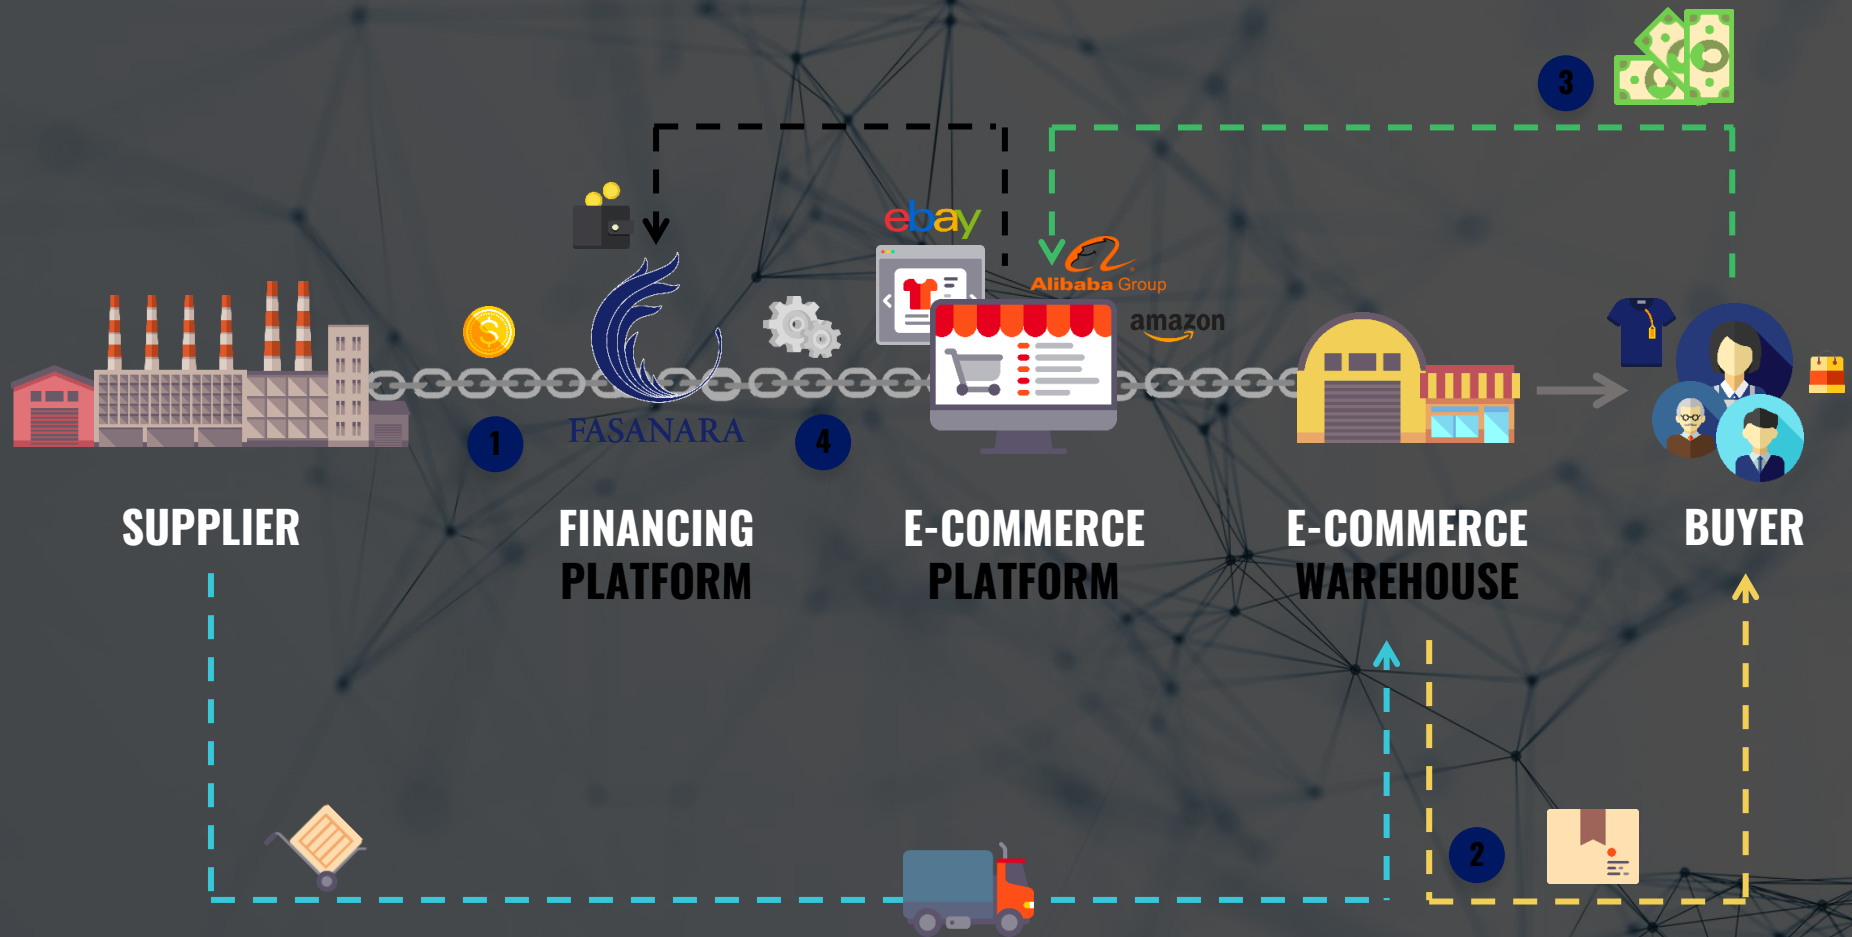 3
ebay
Alibaba Group
amazon
FASANARA
1
4
SUPPLIER
FINANCING
PLATFORM
E-COMMERCE
PLATFORM
E-COMMERCE
WAREHOUSE
BUYER
2